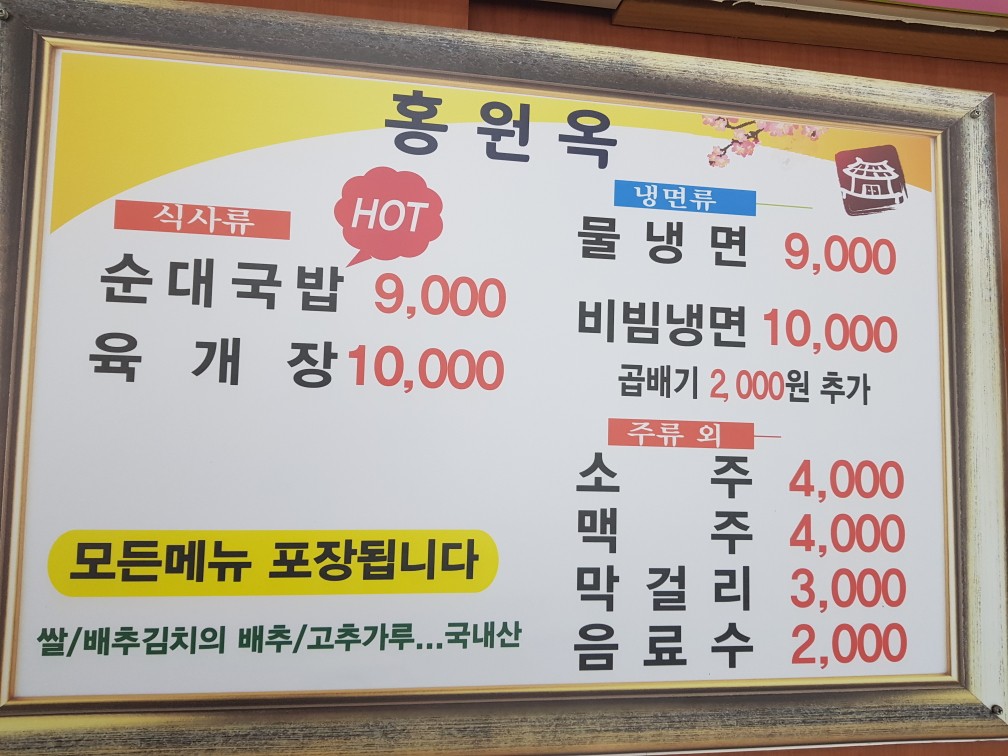 홍원옥
식사류
HOT
순대국밥 9,000
육개장 10,000
냉면류
물냉면 9,000
비빔냉면 10,000
곱배기 2,000원 추가
주류 외
소주 4,000
맥주 4,000
막걸리 3,000
음료수 2,000
모든메뉴 포장됩니다
쌀/배추김치의 배추/고추가루...국내산